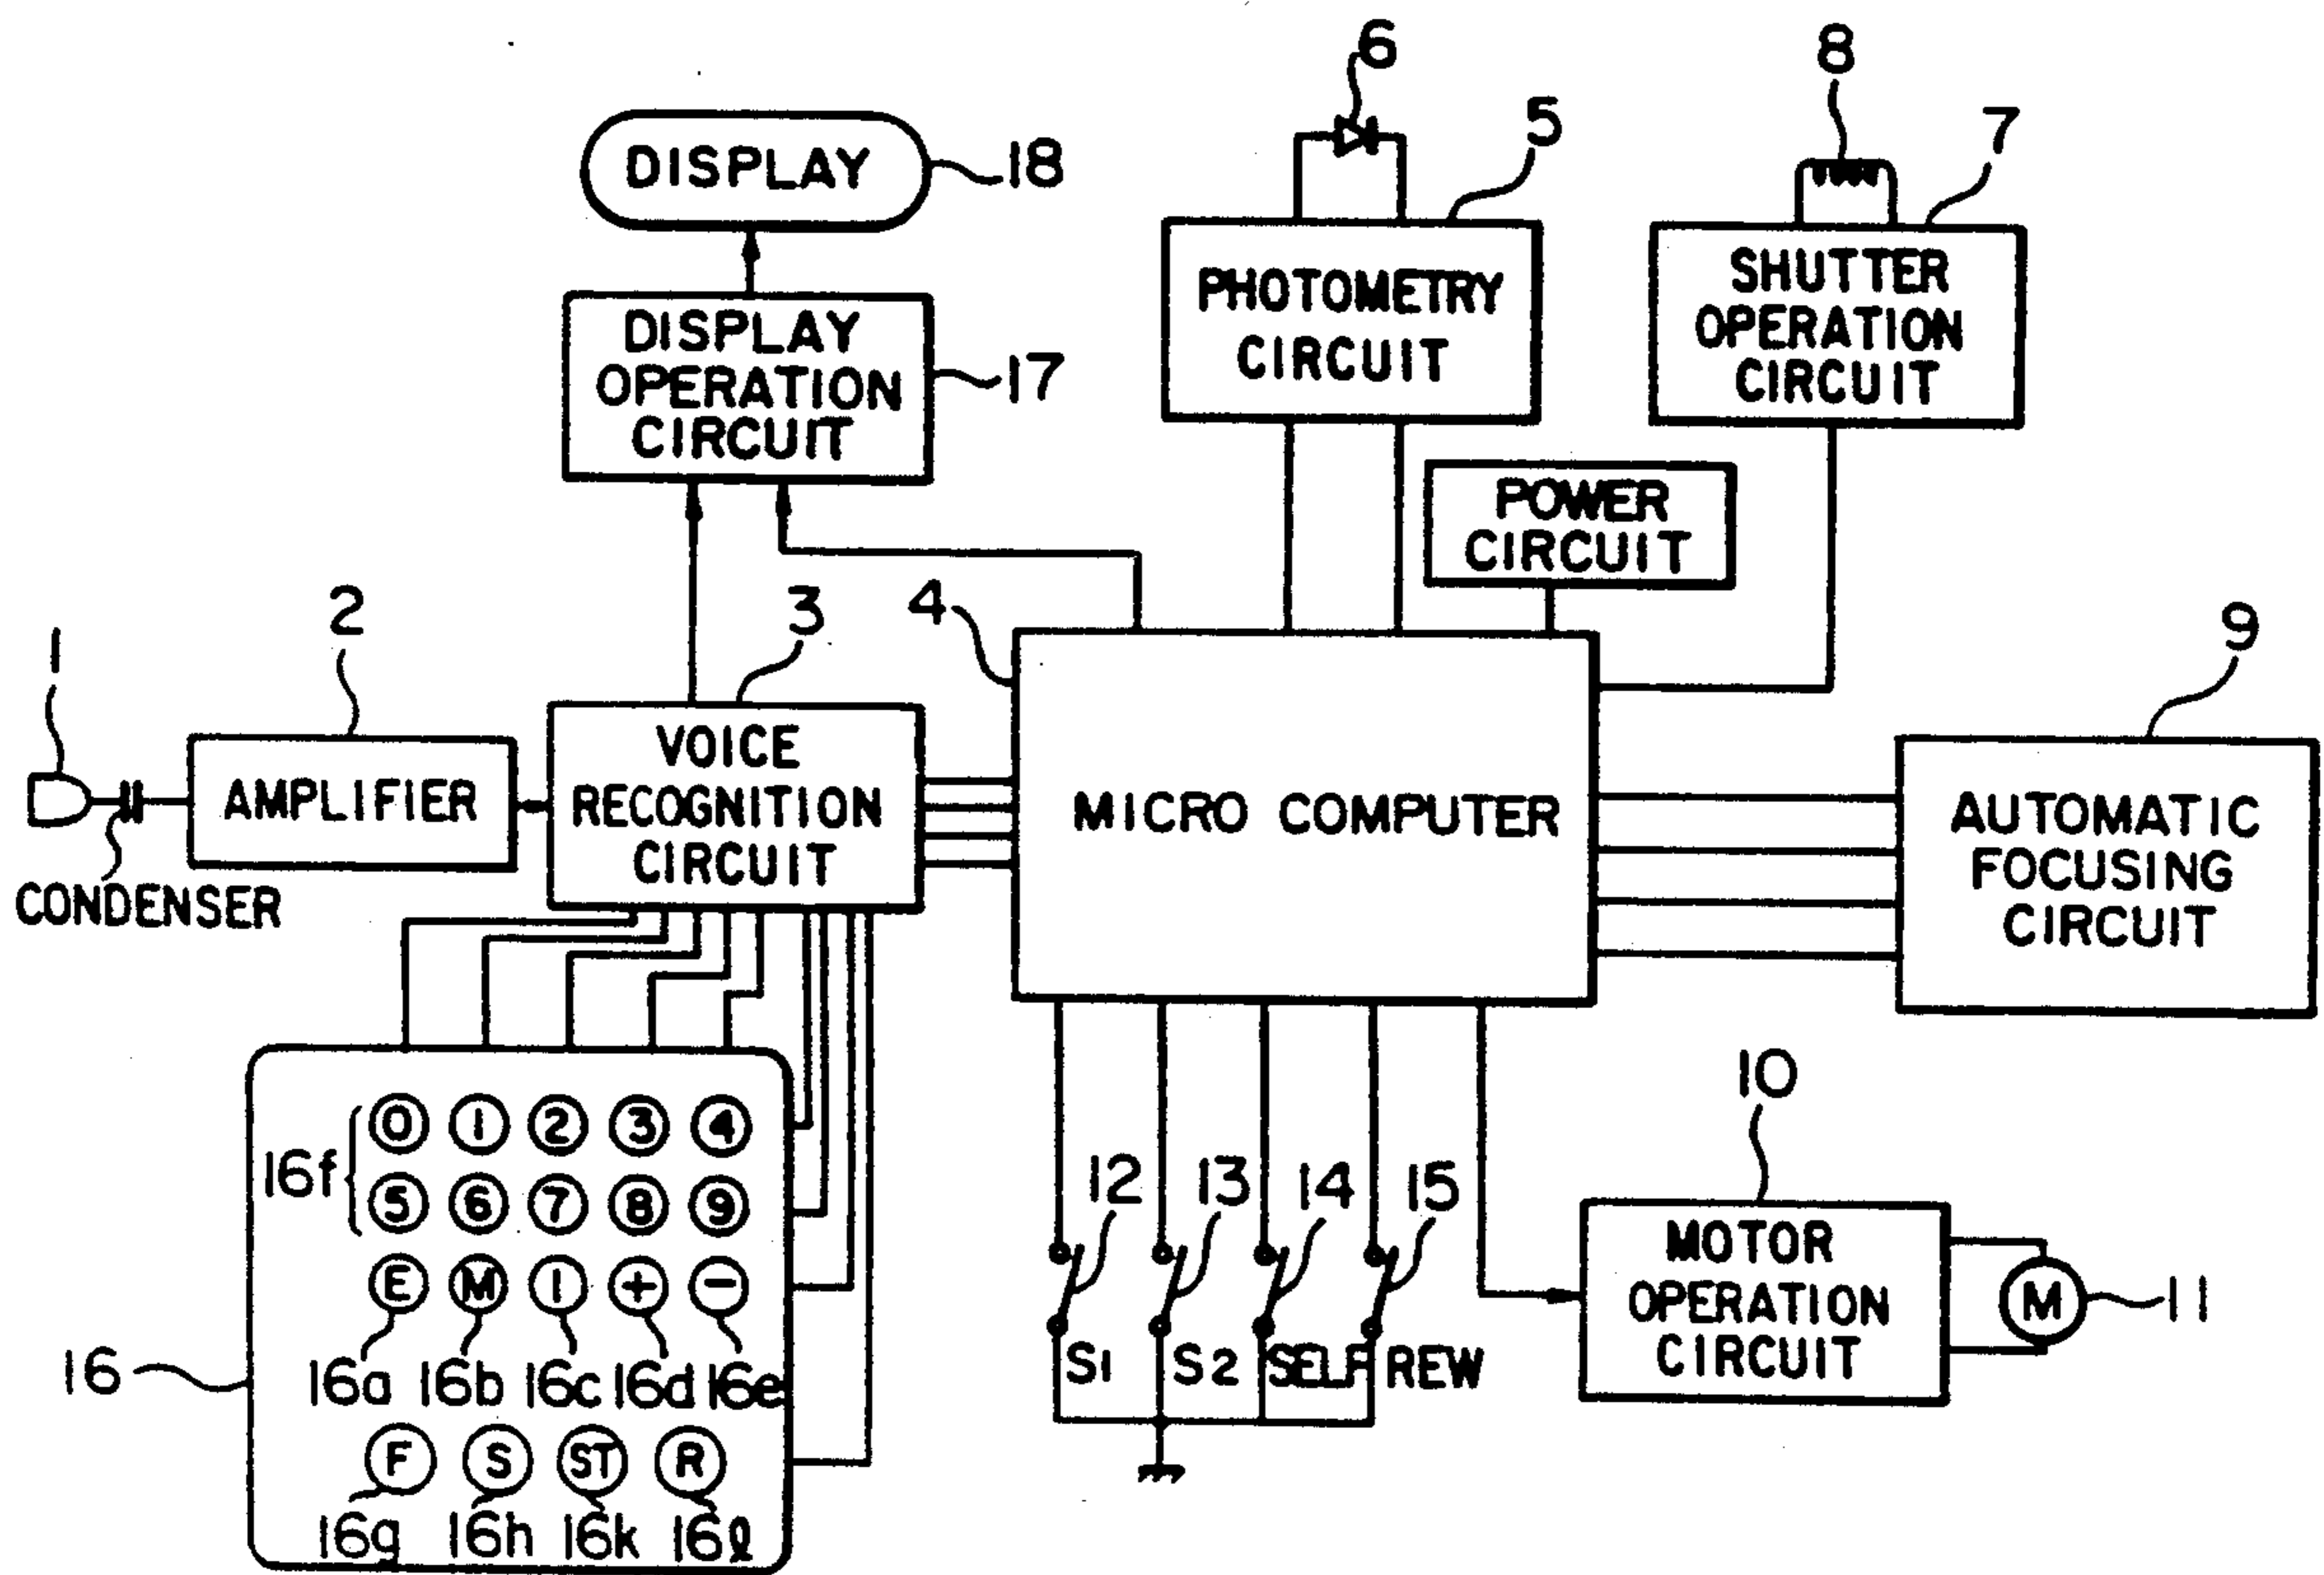 6
8
5
7
DISPLAY
18
PHOTOMETRY
CIRCUIT
SHUTTER
OPERATION
CIRCUIT
DISPLAY
OPERATION
CIRCUIT
17
POWER
CIRCUIT
1
2
3
4
9
AMPLIFIER
VOICE
RECOGNITION
CIRCUIT
MICRO COMPUTER
AUTOMATIC
FOCUSING
CIRCUIT
CONDENSER
10
16f
0 1 2 3 4
5 6 7 8 9
E M I + −
16
16a 16b 16c 16d 16e
F S ST R
16g 16h 16k 16l
12 13 14 15
S1 S2 SELF REW
MOTOR
OPERATION
CIRCUIT
M
11